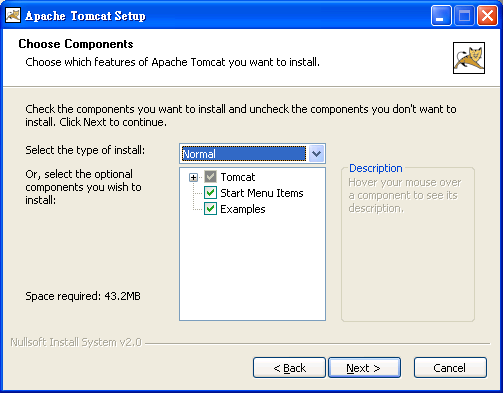 Apache Tomcat Setup
Choose Components
Choose which features of Apache Tomcat you want to install.
Check the components you want to install and uncheck the components you don't want to
install. Click Next to continue.
Select the type of install:
Normal
Or, select the optional
components you wish to
install:
Tomcat
Start Menu Items
Examples
Description
Hover your mouse over
a component to see its
description.
Space required: 43.2MB
Nullsoft Install System v2.0
< Back
Next >
Cancel